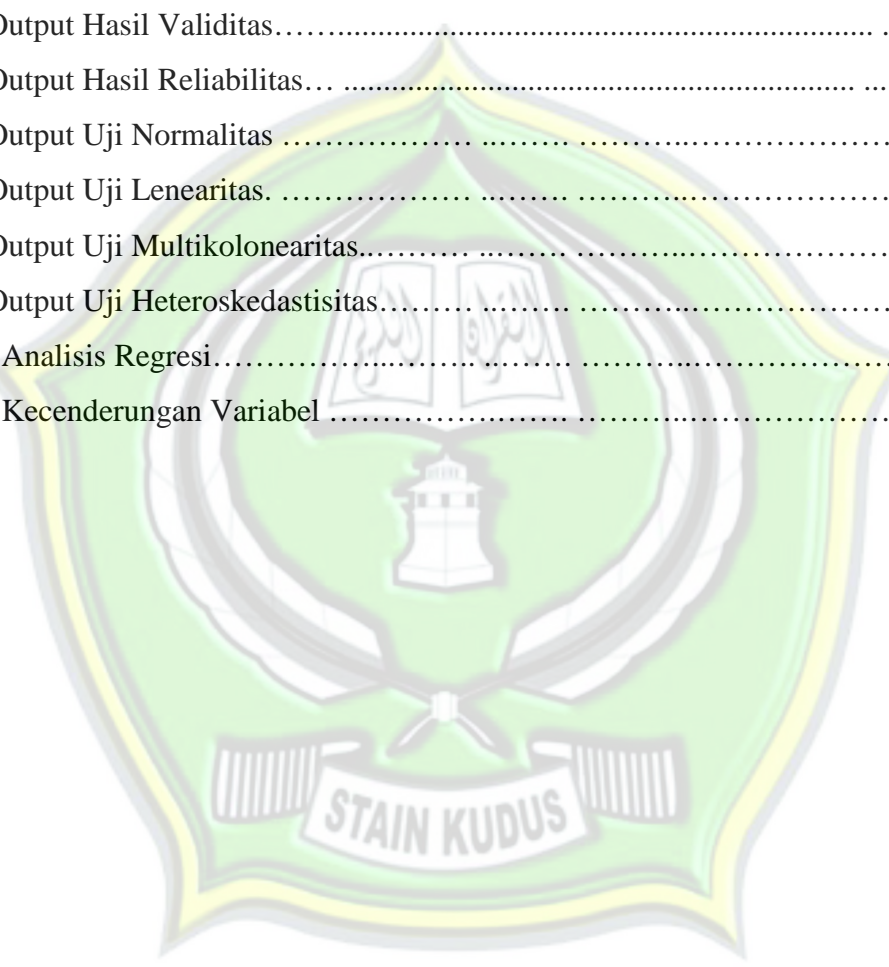 Output Hasil Validitas……................................................................. ..
Output Hasil Reliabilitas… ............................................................... ....
Output Uji Normalitas ……………… ..……. ………..…………………
Output Uji Lenearitas. ……………… ..……. ………..…………………
Output Uji Multikolonearitas..……… ..……. ………..…………………
Output Uji Heteroskedastisitas……… ..……. ………..…………………
Analisis Regresi……………..……. ..……. ………..…………………
Kecenderungan Variabel …………….……. ………..…………………
STAIN KUDUS